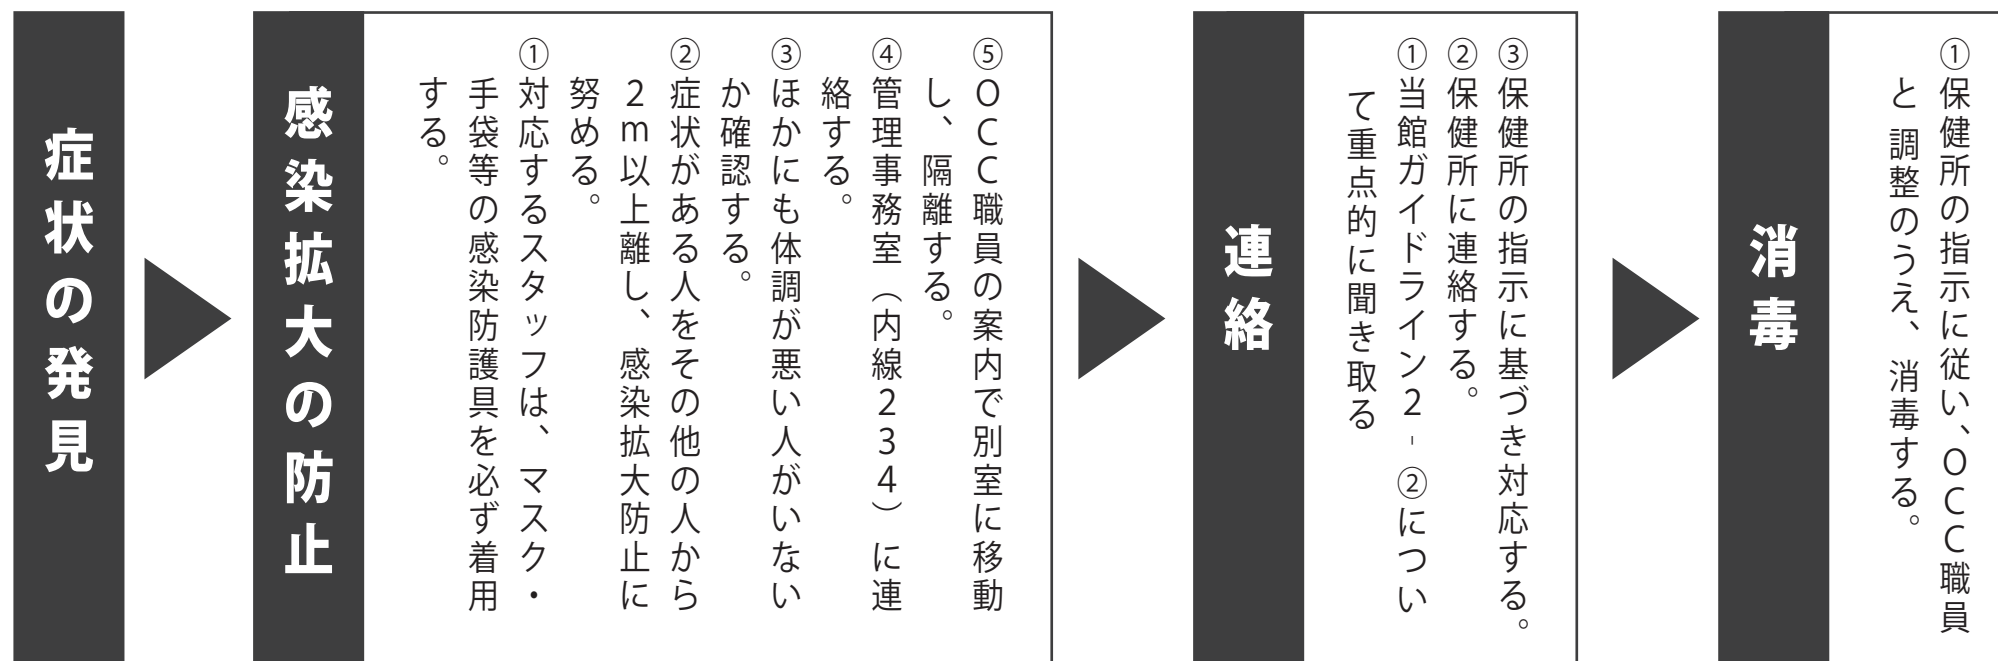 症状の発見
感染拡大の防止
①対応するスタッフは、マスク・
手袋等の感染防護具を必ず着用
する。
②症状がある人をその他の人から
2m以上離し、感染拡大防止に
努める。
③ほかにも体調が悪い人がいない
か確認する。
④管理事務室（内線234）に連
絡する。
⑤OCC職員の案内で別室に移動
し、隔離する。
連絡
①当館ガイドライン2-②につい
て重点的に聞き取る
②保健所に連絡する。
③保健所の指示に基づき対応する。
消毒
①保健所の指示に従い、OCC職員
と 調整のうえ、消毒する。